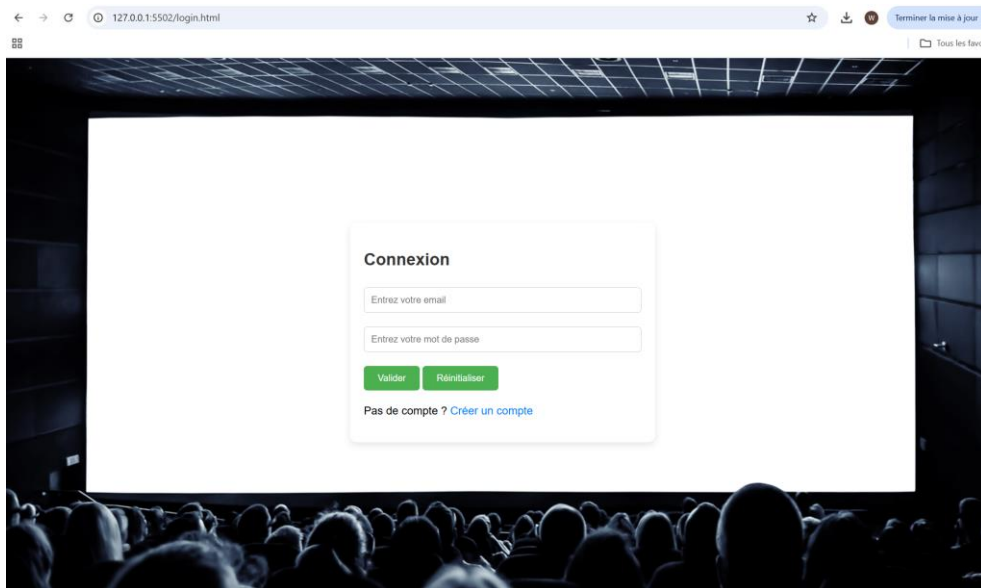 127.0.0.1:5502/login.html
W
Terminer la mise à jour
Tous les favo
Connexion
Entrez votre email
Entrez votre mot de passe
Valider Réinitialiser
Pas de compte ? Créer un compte